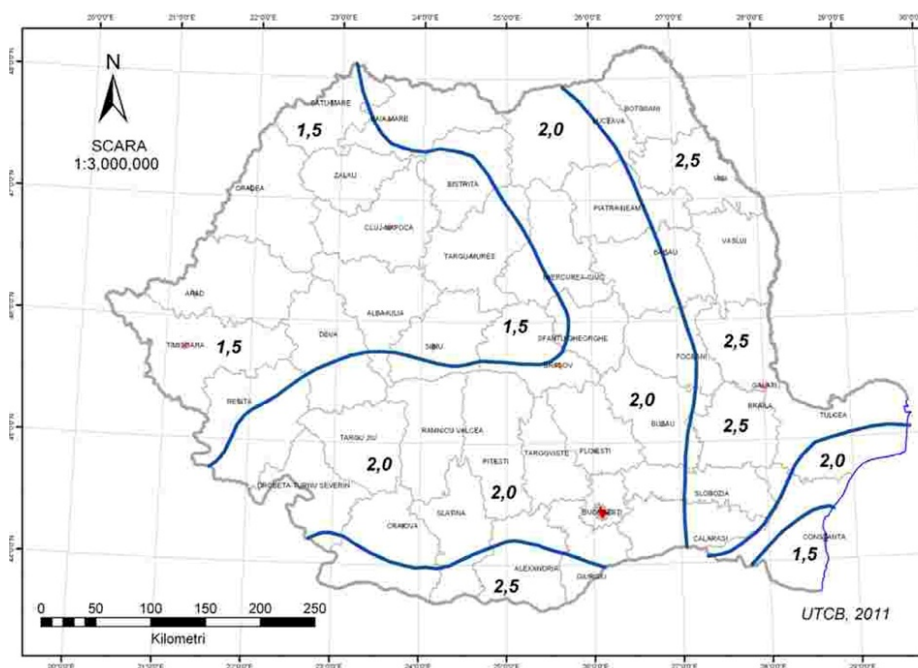 N
SCARA
1:3,000,000
SATU-MARE
BAIA-MARE
1,5
2,0
SUCEAVA
BOTOSANI
2,5
ZALAU
BISTRITA
ORADEA
PIATRA-NEAMT
CLUJ-NAPOCA
VASLUI
BACAU
TARGU-MURES
MIERCUREA-CIUC
ARAD
ALBA-IULIA
DEVA
1,5
SIBIU
1,5
SFANTU GHEORGHE
2,5
TIMISOARA
BRASOV
FOCSANI
GALATI
RESITA
2,0
BUZAU
BRAILA
2,5
TULCEA
TARGU JIU
RAMNICU VALCEA
2,0
PITESTI
TARGOVISTE
PLOIESTI
2,0
DROBETA-TURNU SEVERIN
2,0
SLOBOZIA
SLATINA
BUCURESTI
CRAIOVA
CALARASI
CONSTANTA
1,5
ALEXANDRIA
GIURGIU
2,5
0 50 100 150 200 250
Kilometri
UTCB, 2011